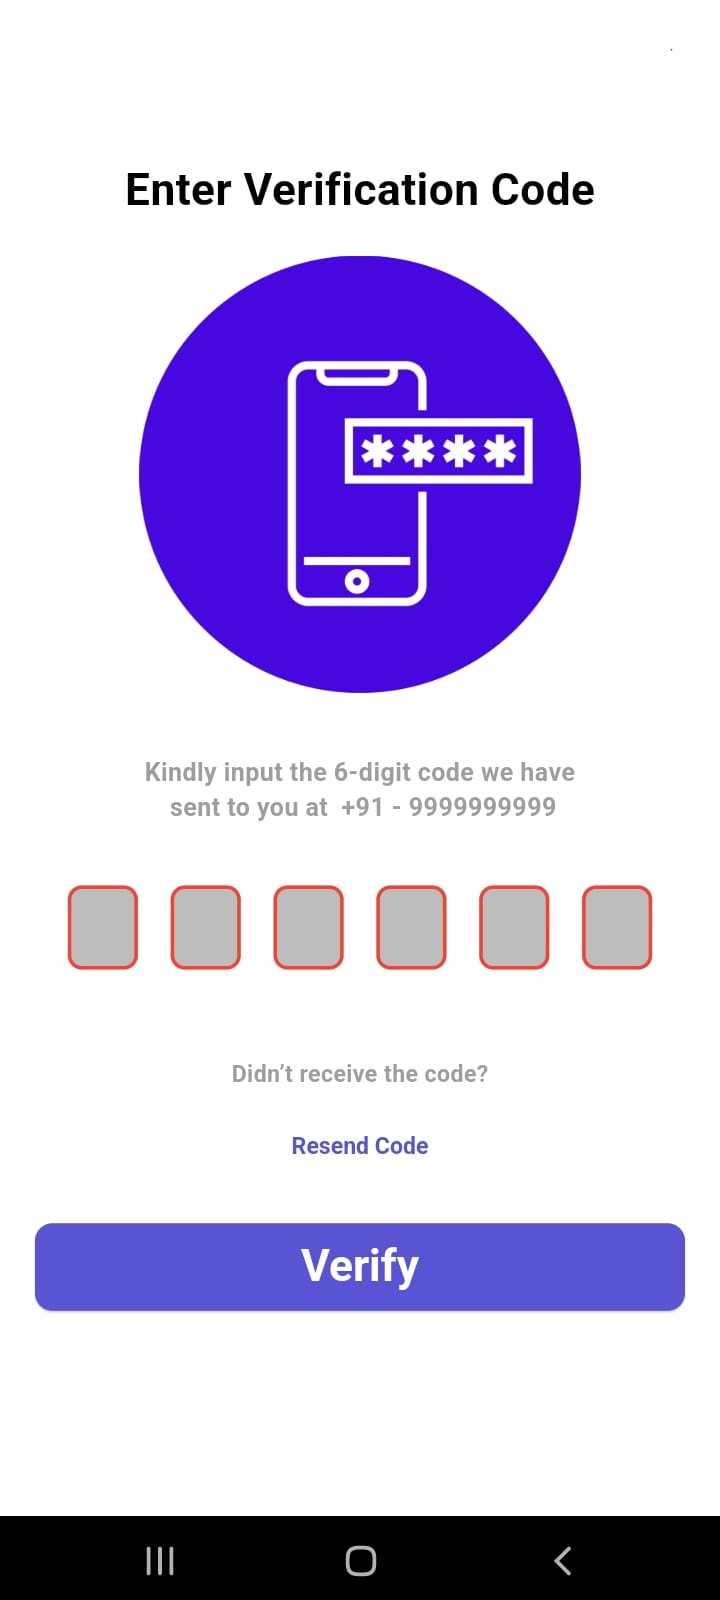 Enter Verification Code
****
Kindly input the 6-digit code we have
sent to you at  +91 - 9999999999
Didn’t receive the code?
Resend Code
Verify